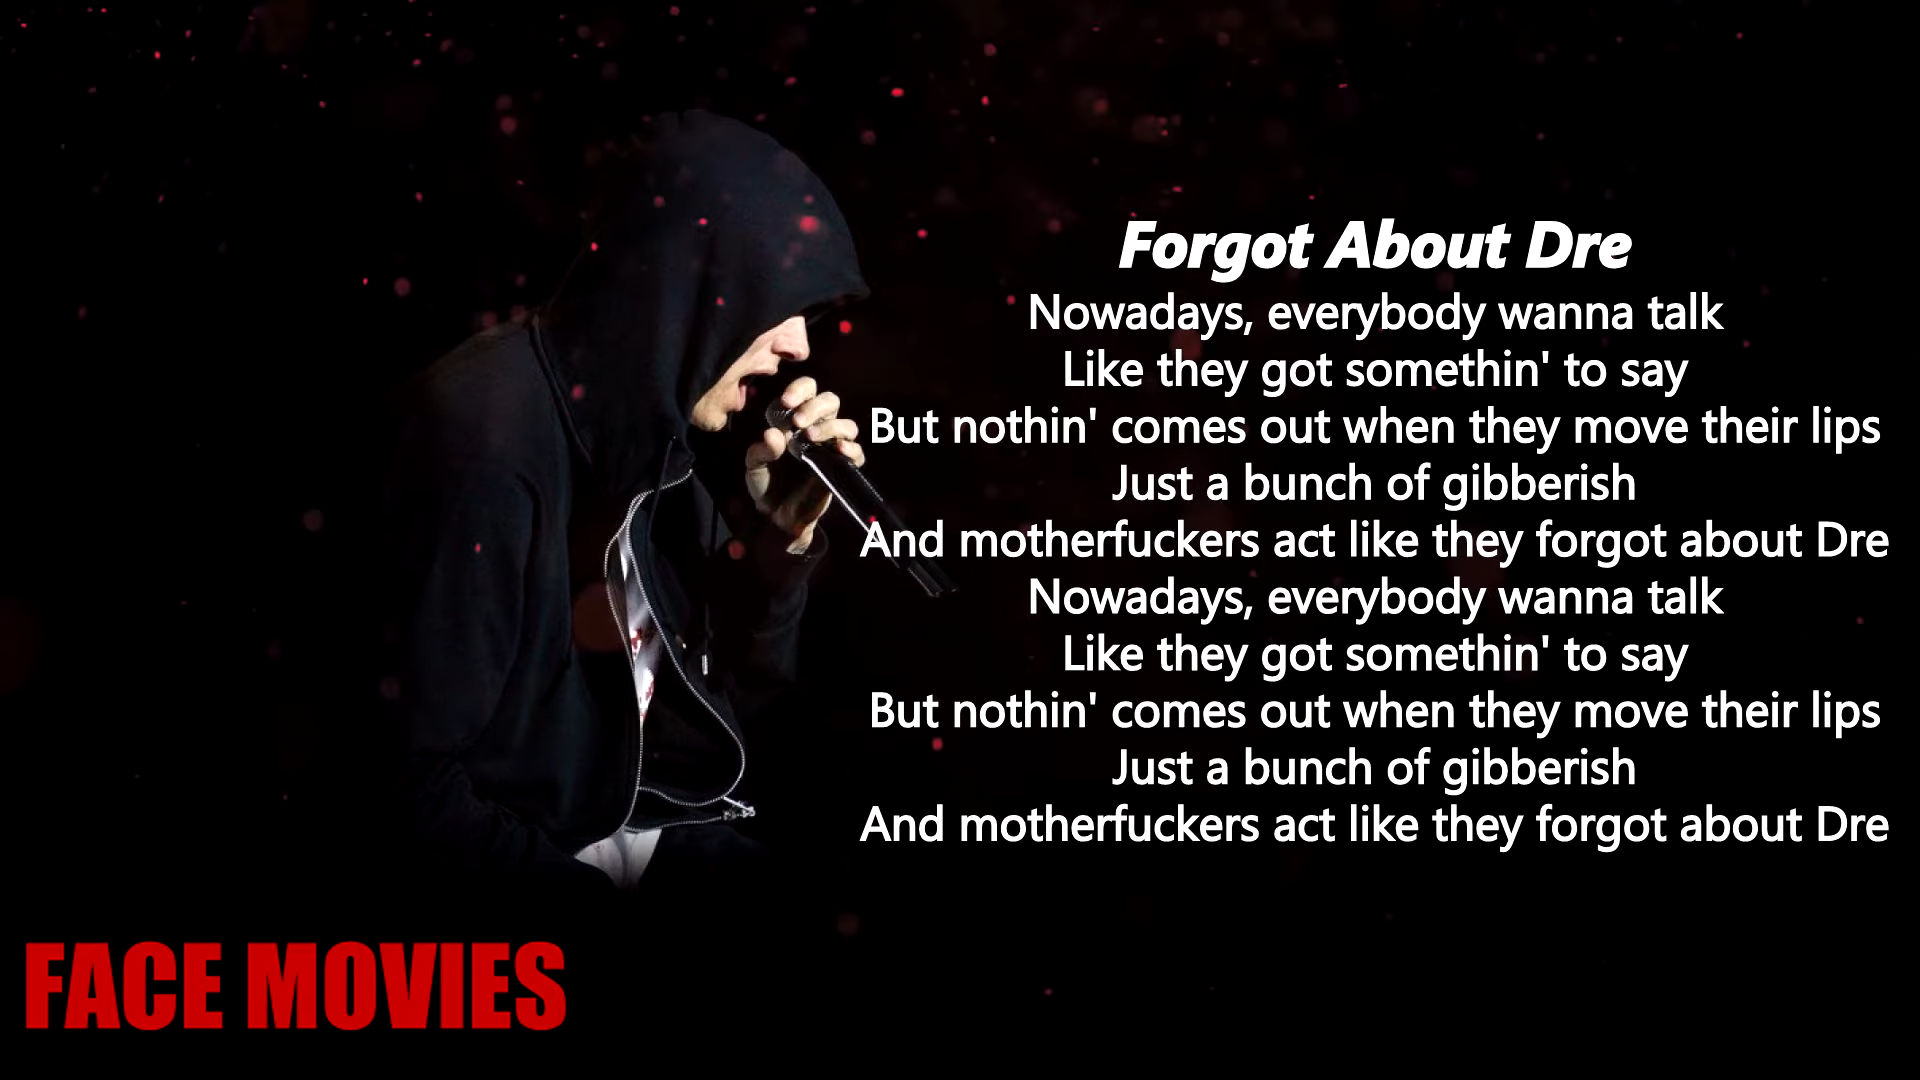 Forgot About Dre
Nowadays, everybody wanna talk
Like they got somethin' to say
But nothin' comes out when they move their lips
Just a bunch of gibberish
And motherfuckers act like they forgot about Dre
Nowadays, everybody wanna talk
Like they got somethin' to say
But nothin' comes out when they move their lips
Just a bunch of gibberish
And motherfuckers act like they forgot about Dre
FACE MOVIES